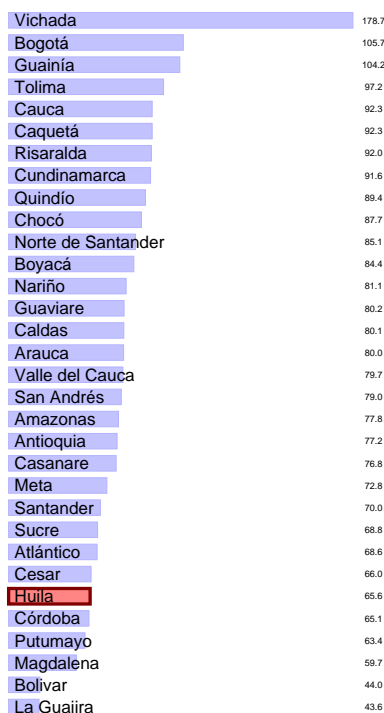 Vichada 178.7
Bogotá 105.7
Guainía 104.2
Tolima 97.2
Cauca 92.3
Caquetá 92.3
Risaralda 92.0
Cundinamarca 91.6
Quindío 89.4
Chocó 87.7
Norte de Santander 85.1
Boyacá 84.4
Nariño 81.1
Guaviare 80.2
Caldas 80.1
Arauca 80.0
Valle del Cauca 79.7
San Andrés 79.0
Amazonas 77.8
Antioquia 77.2
Casanare 76.8
Meta 72.8
Santander 70.0
Sucre 68.8
Atlántico 68.6
Cesar 66.0
Huila 65.6
Córdoba 65.1
Putumayo 63.4
Magdalena 59.7
Bolivar 44.0
La Guajira 43.6